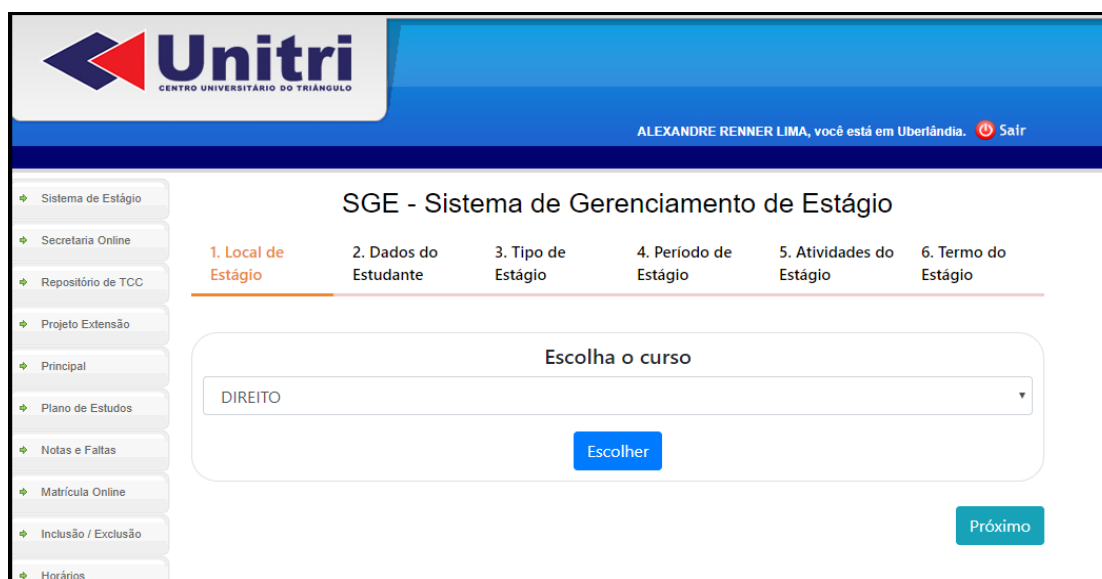 Unitri
CENTRO UNIVERSITÁRIO DO TRIÂNGULO
ALEXANDRE RENNER LIMA, você está em Uberlândia. Sair
Sistema de Estágio
Secretaria Online
Repositório de TCC
Projeto Extensão
Principal
Plano de Estudos
Notas e Faltas
Matrícula Online
Inclusão / Exclusão
Horários
SGE - Sistema de Gerenciamento de Estágio
1. Local de
Estágio
2. Dados do
Estudante
3. Tipo de
Estágio
4. Período de
Estágio
5. Atividades do
Estágio
6. Termo do
Estágio
Escolha o curso
DIREITO
Escolher
Próximo